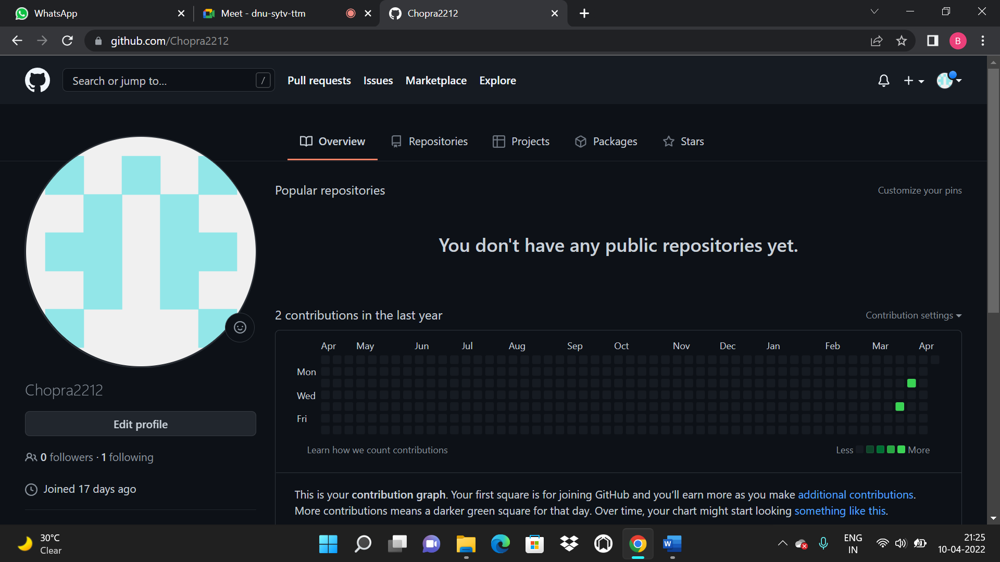 WhatsApp
Meet - dnu-sytv-ttm
Chopra2212
github.com/Chopra2212
B
Search or jump to...
/
Pull requests
Issues
Marketplace
Explore
Overview
Repositories
Projects
Packages
Stars
Popular repositories
Customize your pins
You don't have any public repositories yet.
2 contributions in the last year
Contribution settings
Apr May Jun Jul Aug Sep Oct Nov Dec Jan Feb Mar Apr
Mon
Wed
Fri
Learn how we count contributions
Less
More
This is your contribution graph. Your first square is for joining GitHub and you’ll earn more as you make additional contributions.
More contributions means a darker green square for that day. Over time, your chart might start looking something like this.
Chopra2212
Edit profile
0 followers · 1 following
Joined 17 days ago
30°C
Clear
W
ENG
IN
21:25
10-04-2022